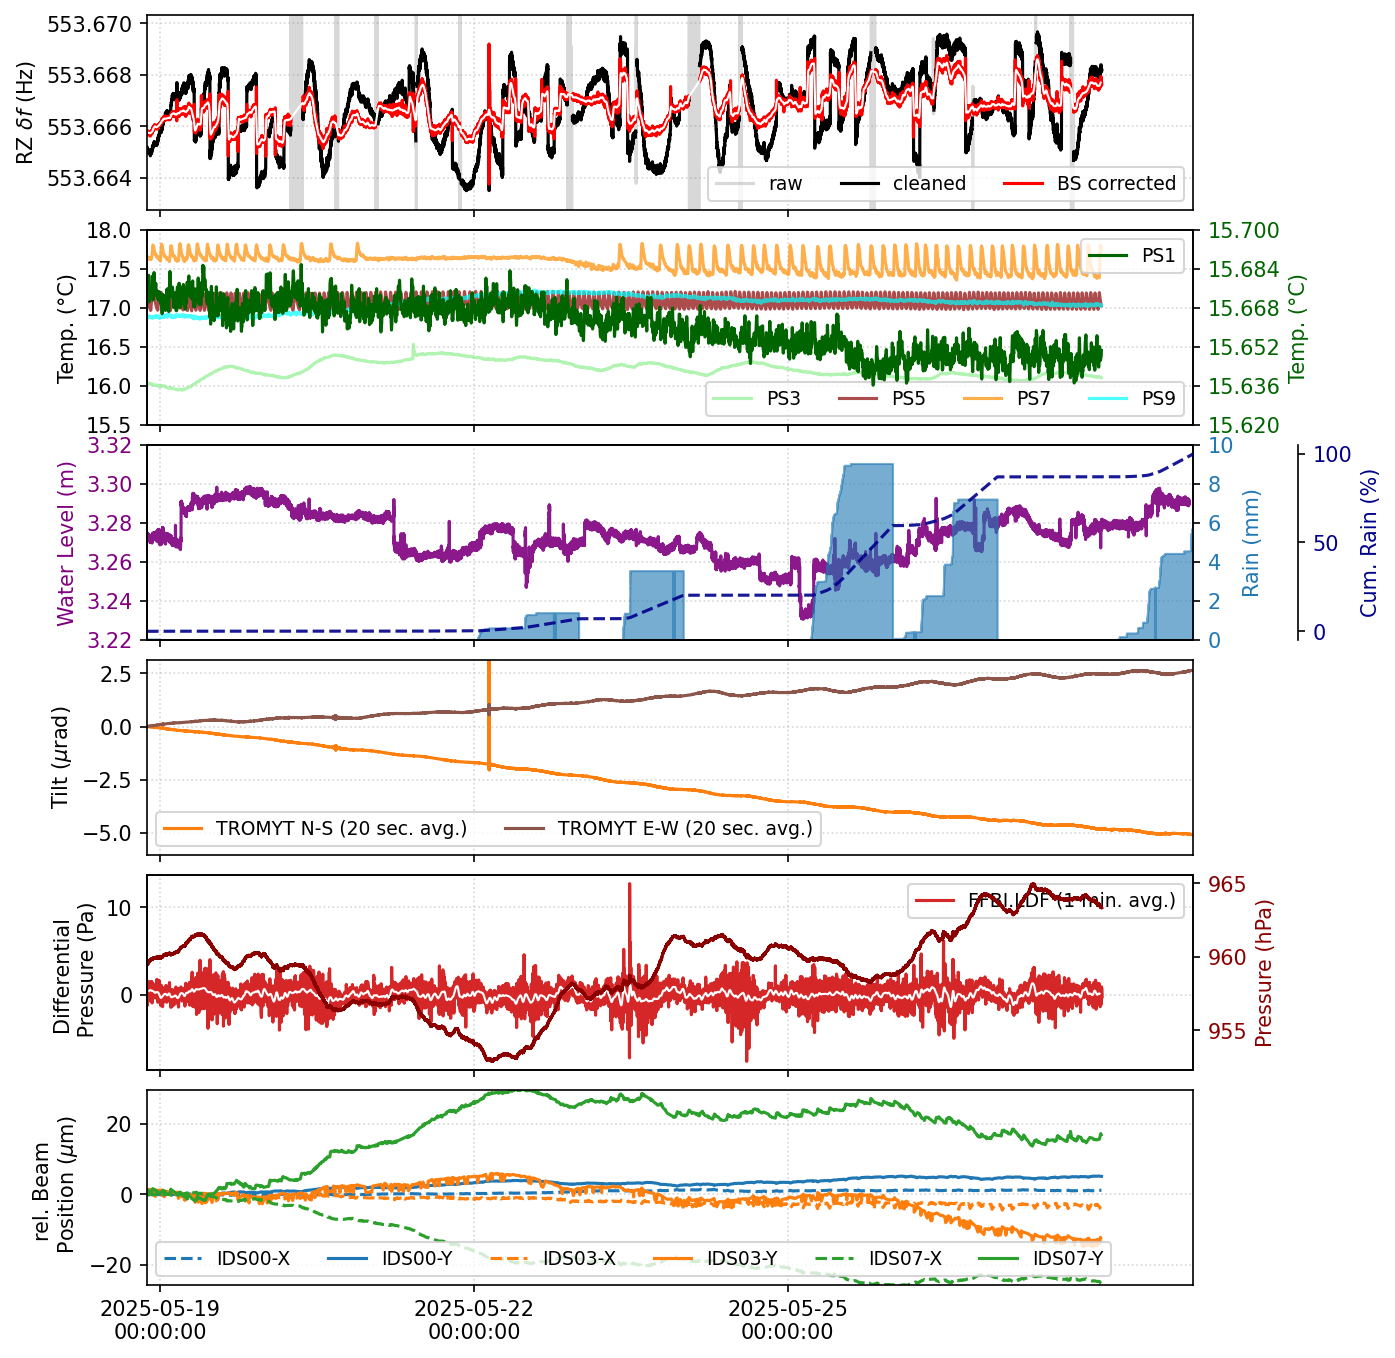 RZ δf (Hz)
553.670
553.668
553.666
553.664
raw
cleaned
BS corrected
Temp. (°C)
18.0
17.5
17.0
16.5
16.0
15.5
PS1
PS3
PS5
PS7
PS9
15.700
15.684
15.668
15.652
15.636
15.620
Temp. (°C)
Water Level (m)
3.32
3.30
3.28
3.26
3.24
3.22
10
8
6
4
2
0
Rain (mm)
100
50
0
Cum. Rain (%)
Tilt (μrad)
2.5
0.0
−2.5
−5.0
TROMYT N-S (20 sec. avg.)
TROMYT E-W (20 sec. avg.)
Differential
Pressure (Pa)
10
0
(1 min. avg.)
965
960
955
Pressure (hPa)
rel. Beam
Position (μm)
20
0
−20
IDS00-X
IDS00-Y
IDS03-X
IDS03-Y
IDS07-X
IDS07-Y
2025-05-19
00:00:00
2025-05-22
00:00:00
2025-05-25
00:00:00